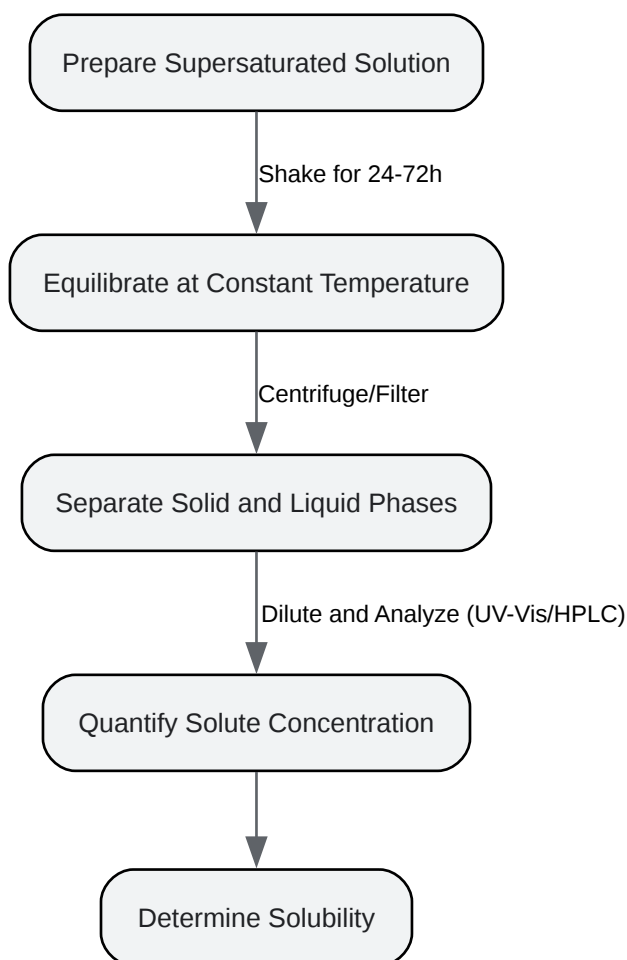 Prepare Supersaturated Solution
Shake for 24-72h
Equilibrate at Constant Temperature
Centrifuge/Filter
Separate Solid and Liquid Phases
Dilute and Analyze (UV-Vis/HPLC)
Quantify Solute Concentration
Determine Solubility